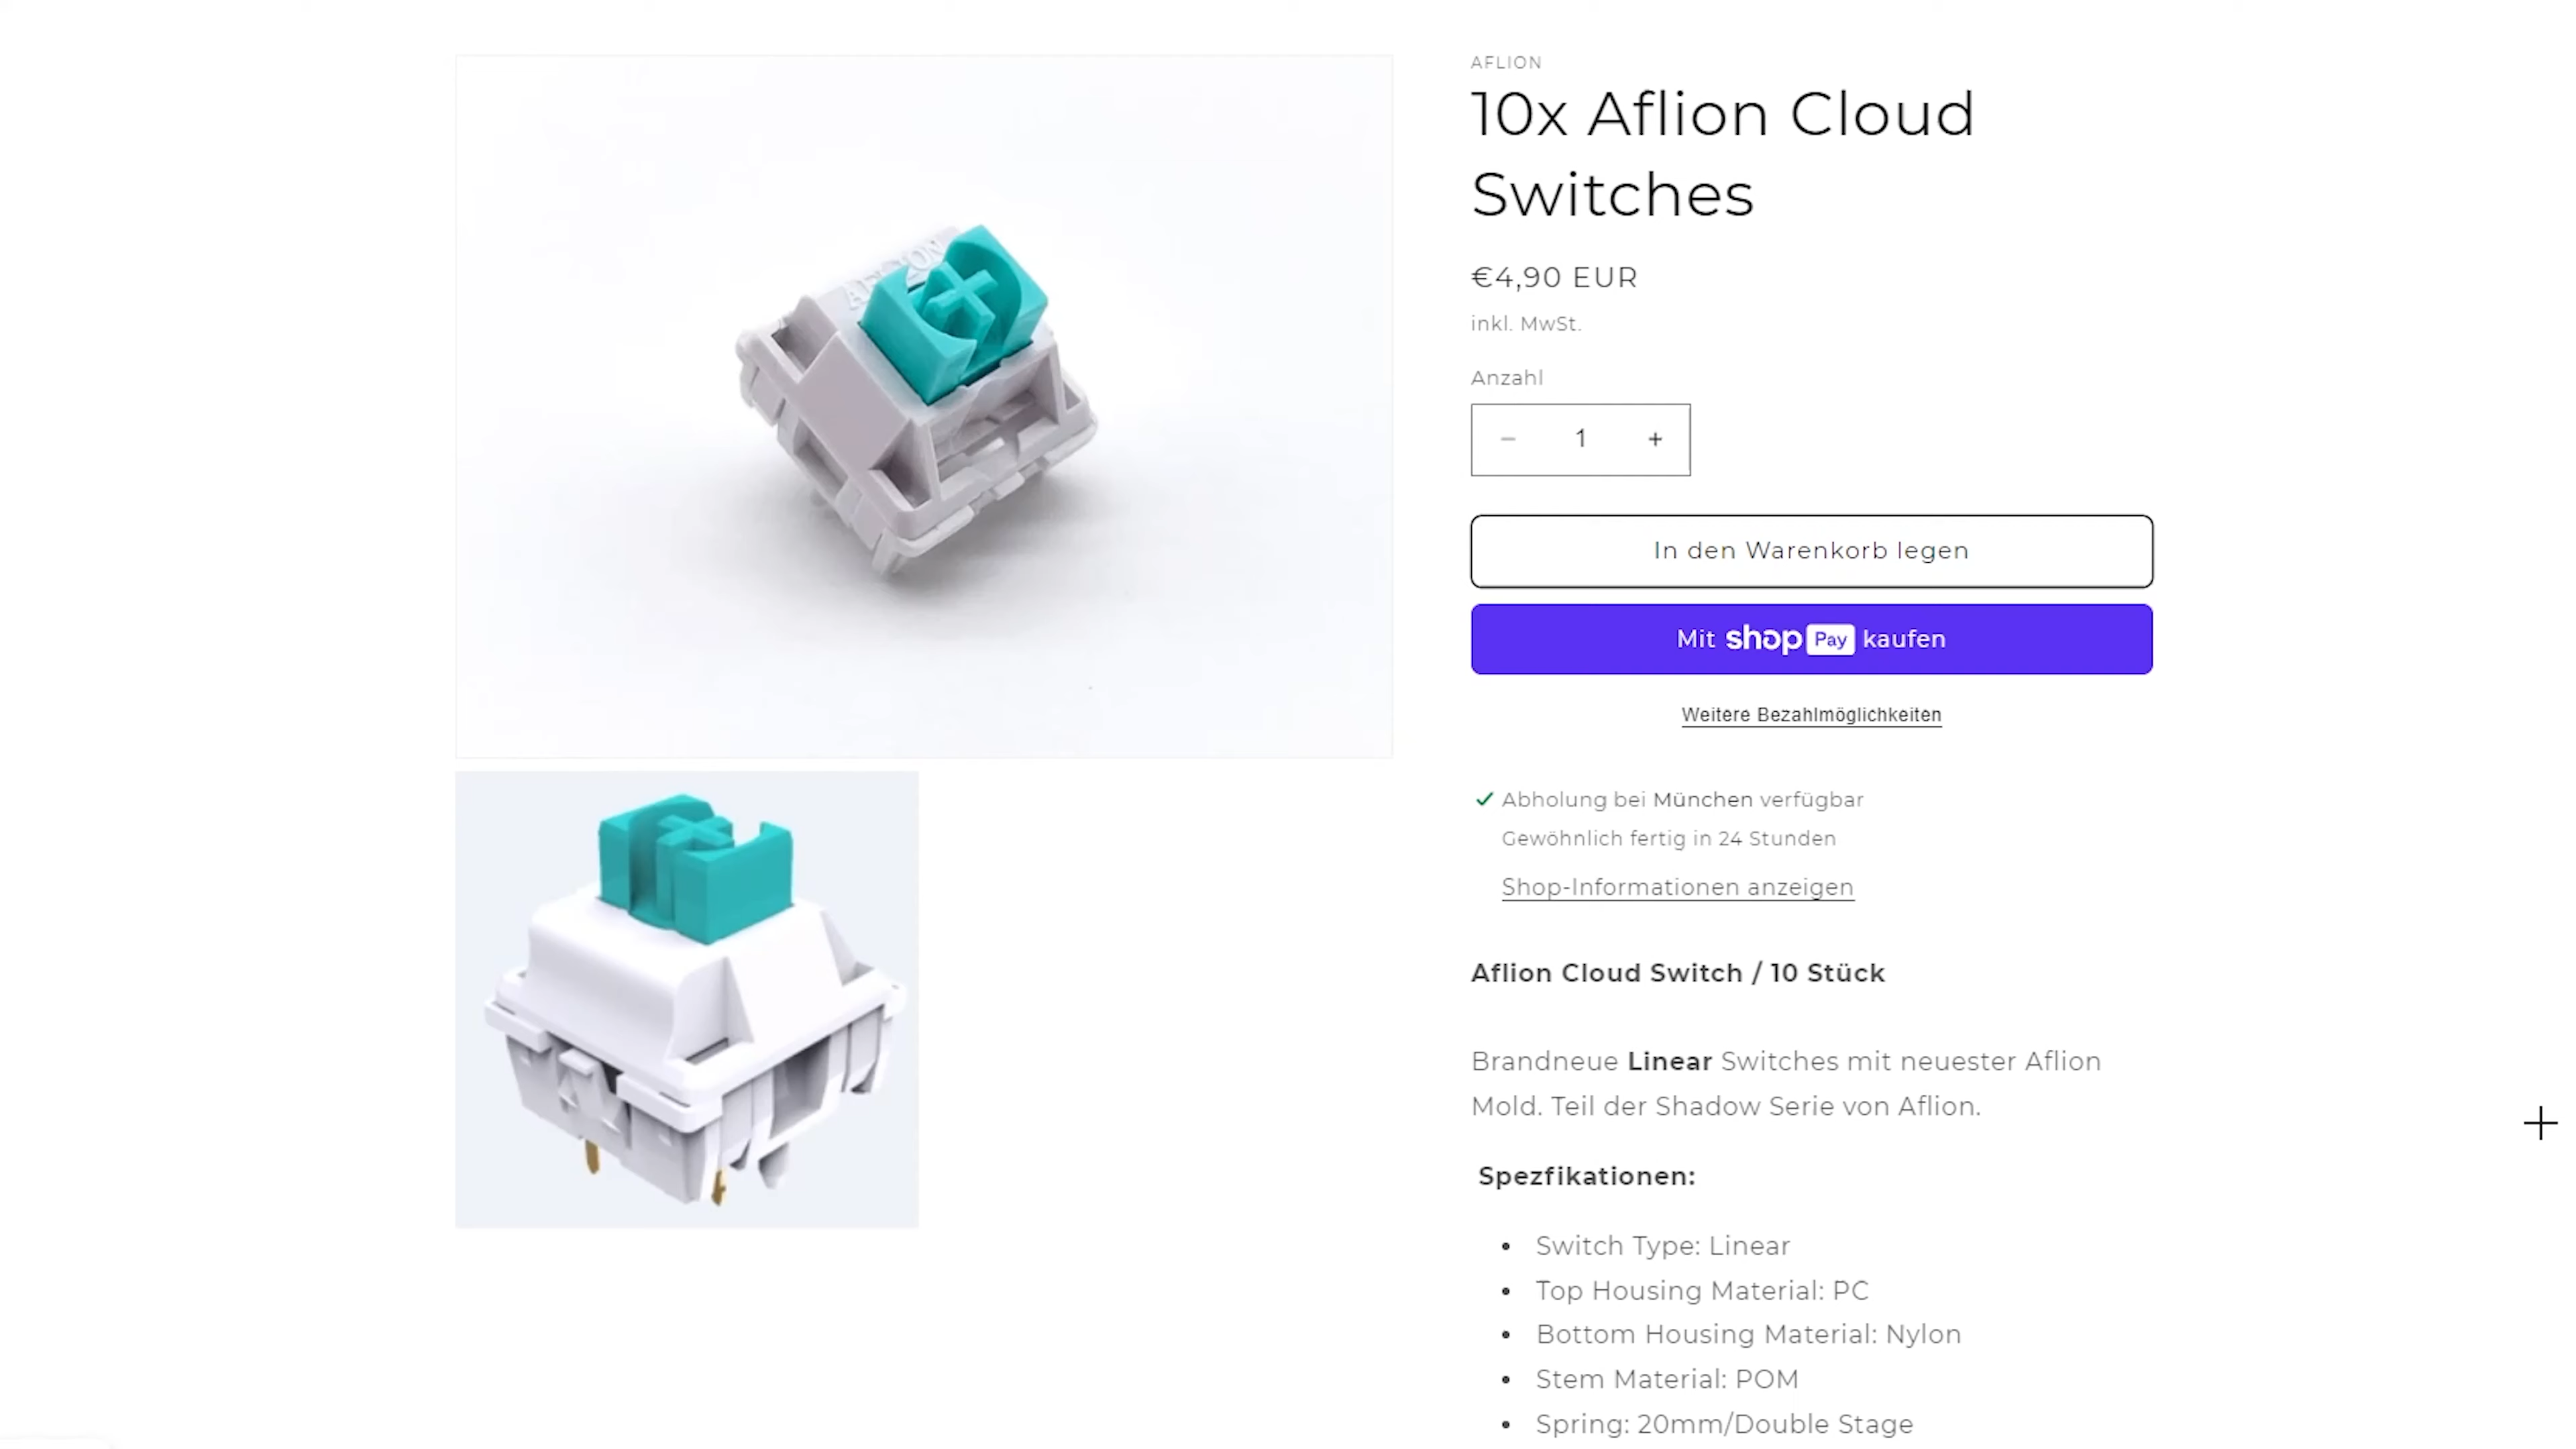 AFLION
10x Aflion Cloud
Switches
€4,90 EUR
inkl. MwSt.
Anzahl
− 1 +
In den Warenkorb legen
Mit shop Pay kaufen
Weitere Bezahlmöglichkeiten
Abholung bei München verfügbar
Gewöhnlich fertig in 24 Stunden
Shop-Informationen anzeigen
Aflion Cloud Switch / 10 Stück
Brandneue Linear Switches mit neuester Aflion
Mold. Teil der Shadow Serie von Aflion.
Spezfikationen:
• Switch Type: Linear
• Top Housing Material: PC
• Bottom Housing Material: Nylon
• Stem Material: POM
• Spring: 20mm/Double Stage